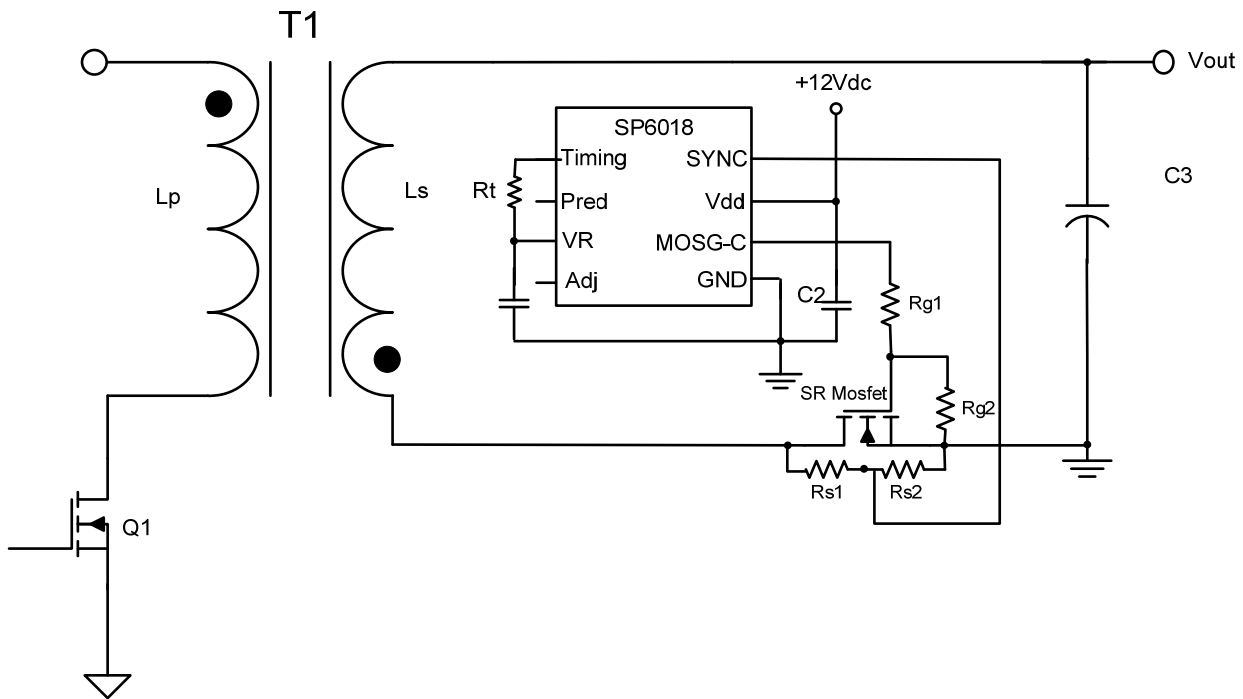 T1
Vout
+12Vdc
SP6018
Timing
SYNC
C3
Lp
Ls
Rt
Pred
Vdd
VR
MOSG-C
Adj
GND
C2
Rg1
SR Mosfet
Rg2
Rs1
Rs2
Q1